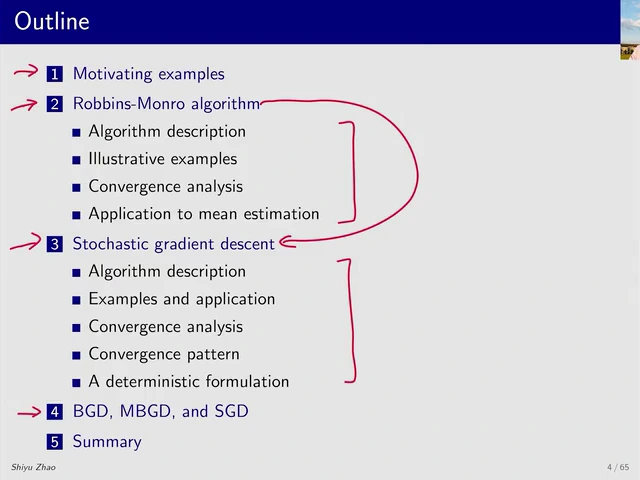 Outline
1 Motivating examples
2 Robbins-Monro algorithm
Algorithm description
Illustrative examples
Convergence analysis
Application to mean estimation
3 Stochastic gradient descent
Algorithm description
Examples and application
Convergence analysis
Convergence pattern
A deterministic formulation
4 BGD, MBGD, and SGD
5 Summary
Shiyu Zhao
4 / 65